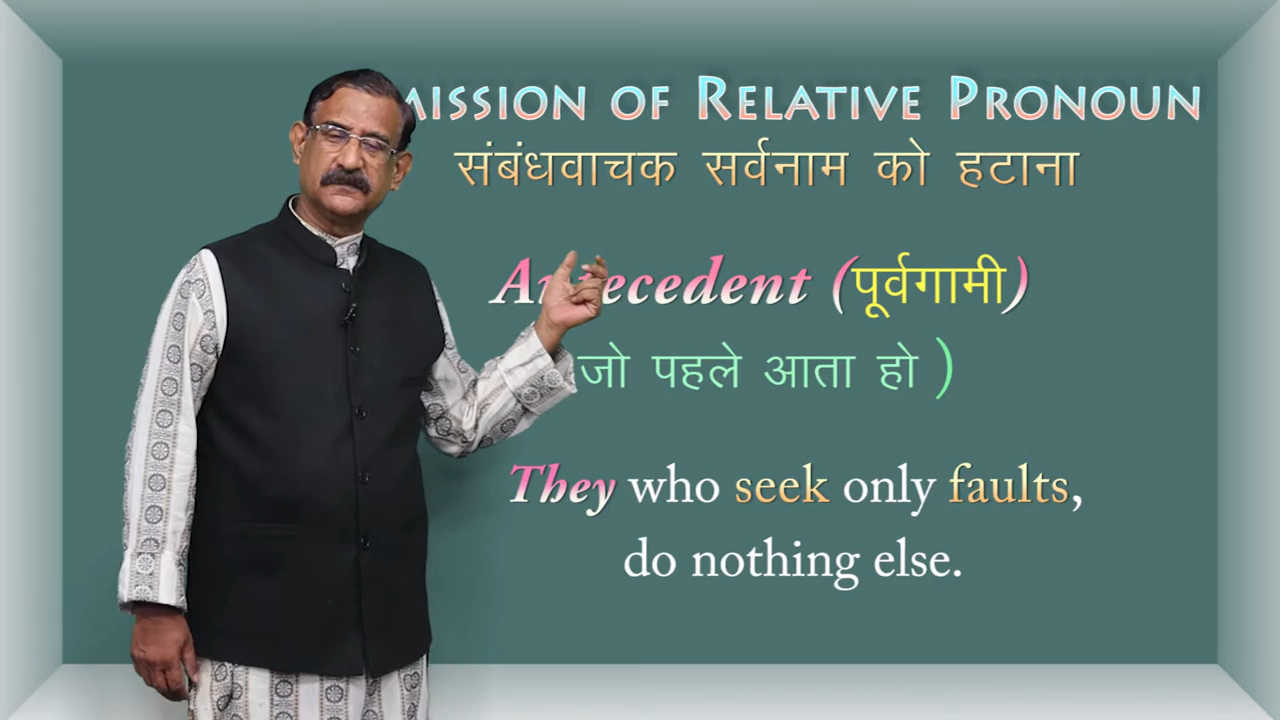 MISSION OF RELATIVE PRONOUN
संबंधवाचक सर्वनाम को हटाना
Antecedent (पूर्वगामी)
जो पहले आता हो )
They who seek only faults,
do nothing else.